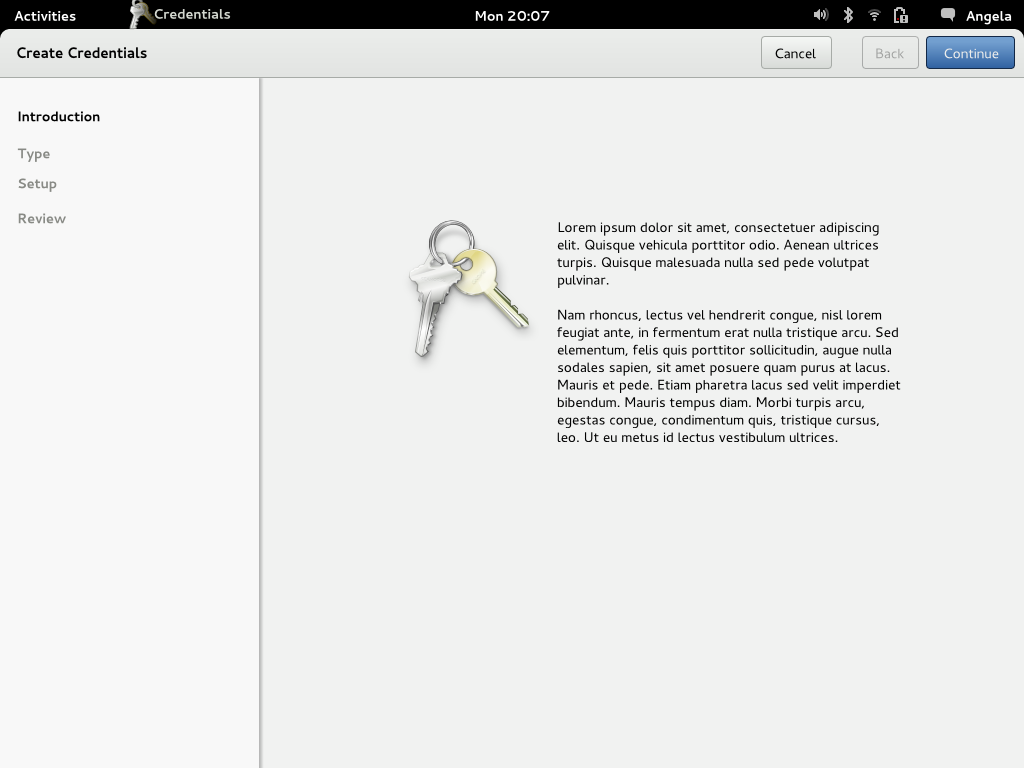 Activities
Credentials
Mon 20:07
Angela
Create Credentials
Cancel
Back
Continue
Introduction
Type
Setup
Review
Lorem ipsum dolor sit amet, consectetuer adipiscing
elit. Quisque vehicula porttitor odio. Aenean ultrices
turpis. Quisque malesuada nulla sed pede volutpat
pulvinar.
Nam rhoncus, lectus vel hendrerit congue, nisl lorem
feugiat ante, in fermentum erat nulla tristique arcu. Sed
elementum, felis quis porttitor sollicitudin, augue nulla
sodales sapien, sit amet posuere quam purus at lacus.
Mauris et pede. Etiam pharetra lacus sed velit imperdiet
bibendum. Mauris tempus diam. Morbi turpis arcu,
egestas congue, condimentum quis, tristique cursus,
leo. Ut eu metus id lectus vestibulum ultrices.